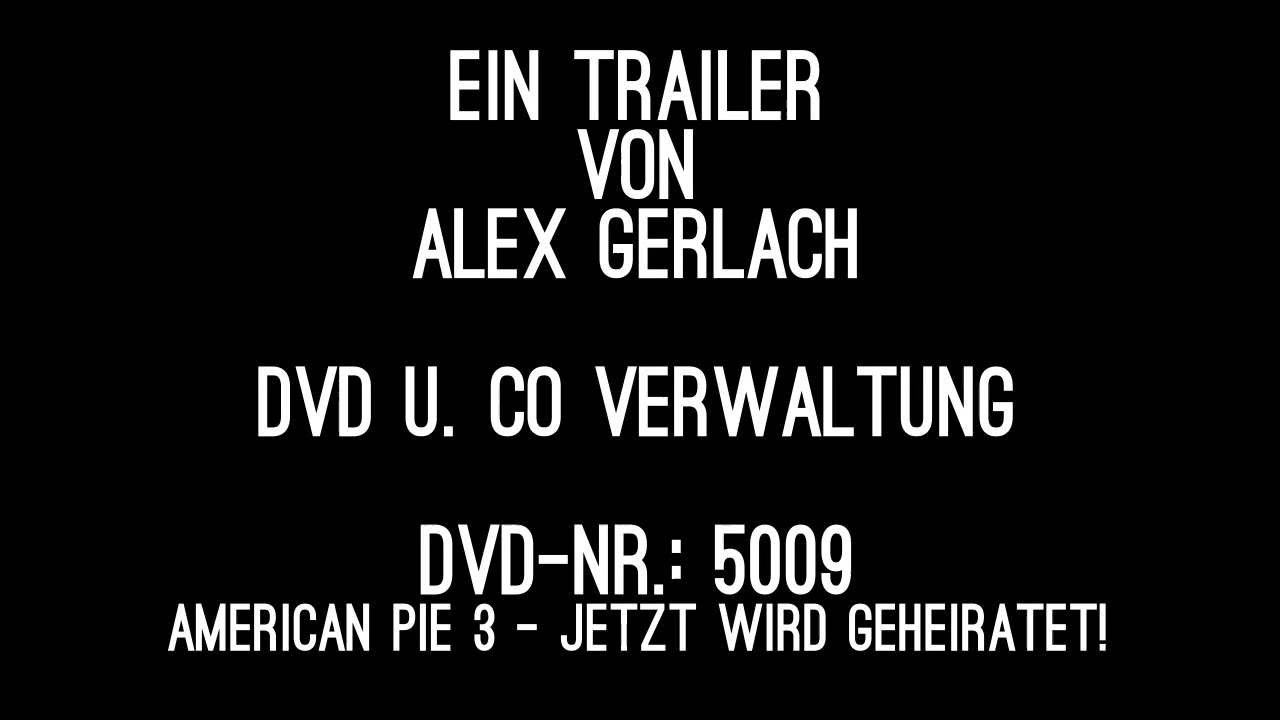 EIN TRAILER
VON
ALEX GERLACH
DVD U. CO VERWALTUNG
DVD-NR.: 5009
AMERICAN PIE 3 - JETZT WIRD GEHEIRATET!